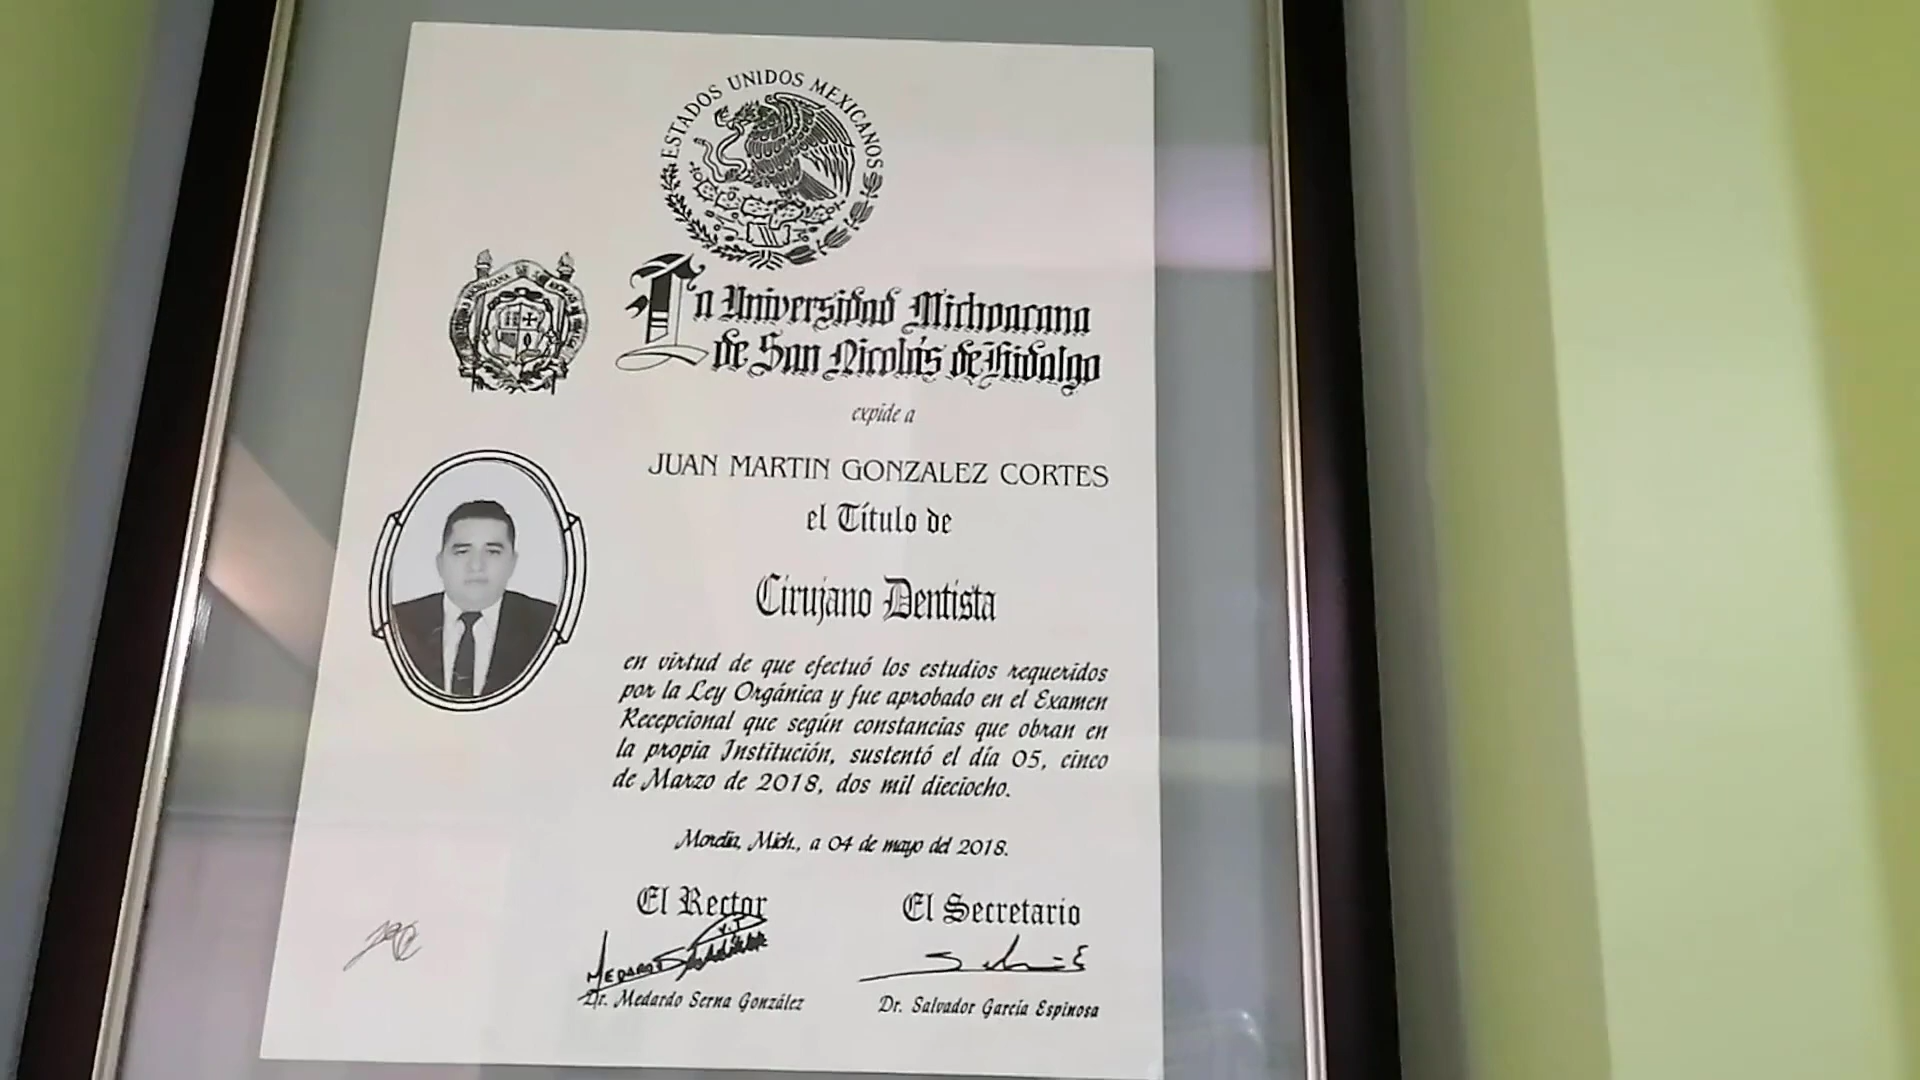 ESTADOS UNIDOS MEXICANOS
La Universidad Michoacana
de San Nicolás de Hidalgo
expide a
JUAN MARTIN GONZALEZ CORTES
el Título de
Cirujano Dentista
en virtud de que efectuó los estudios requeridos
por la Ley Orgánica y fue aprobado en el Examen
Recepcional que según constancias que obran en
la propia Institución, sustentó el día 05, cinco
de Marzo de 2018, dos mil dieciocho.
Morelia, Mich., a 04 de mayo del 2018.
El Rector
El Secretario
Dr. Medardo Serna González
Dr. Salvador García Espinosa